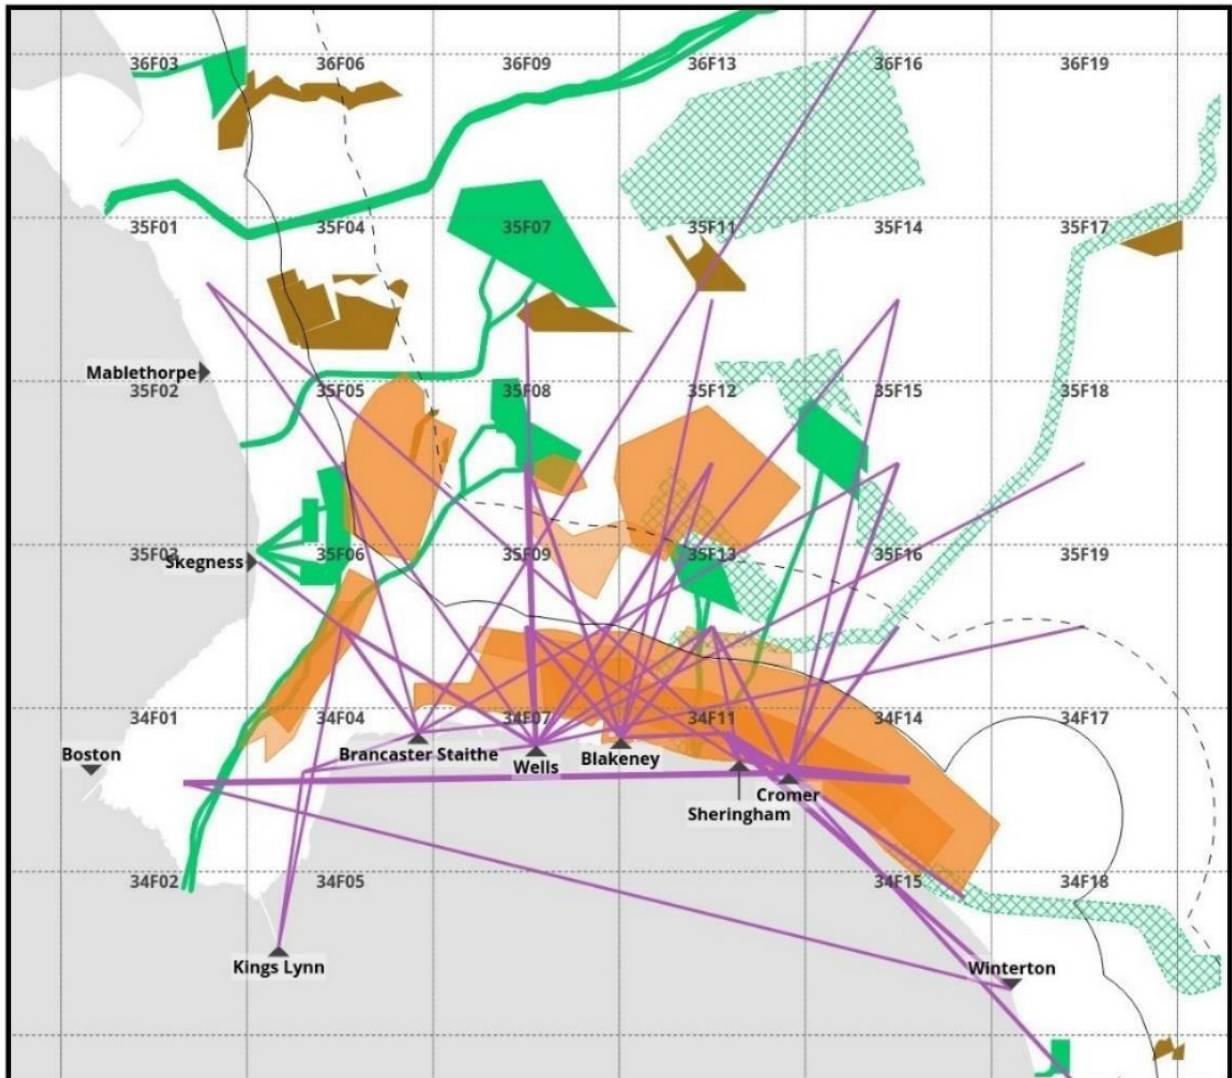 36F03 36F06 36F09 36F13 36F16 36F19
35F01 35F04 35F07 35F11 35F14 35F17
Mablethorpe
35F02 35F05 35F08 35F12 35F15 35F18
35F03 35F06 35F09 35F13 35F16 35F19
Skegness
34F01 34F04 34F07 34F11 34F14 34F17
Boston Brancaster Staithe Wells Blakeney
Cromer
Sheringham
34F02 34F05 34F15 34F18
Kings Lynn Winterton